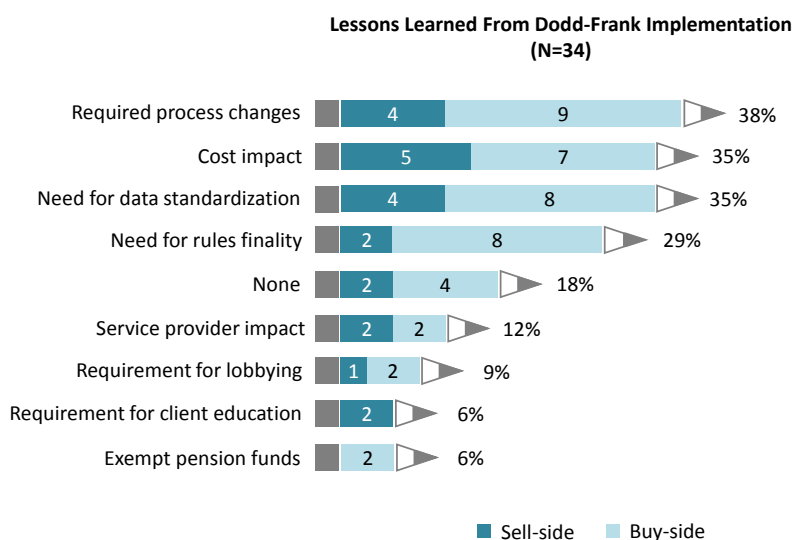 Lessons Learned From Dodd-Frank Implementation
(N=34)
Required process changes 4 9 38%
Cost impact 5 7 35%
Need for data standardization 4 8 35%
Need for rules finality 2 8 29%
None 2 4 18%
Service provider impact 2 2 12%
Requirement for lobbying 1 2 9%
Requirement for client education 2 6%
Exempt pension funds 2 6%
Sell-side Buy-side